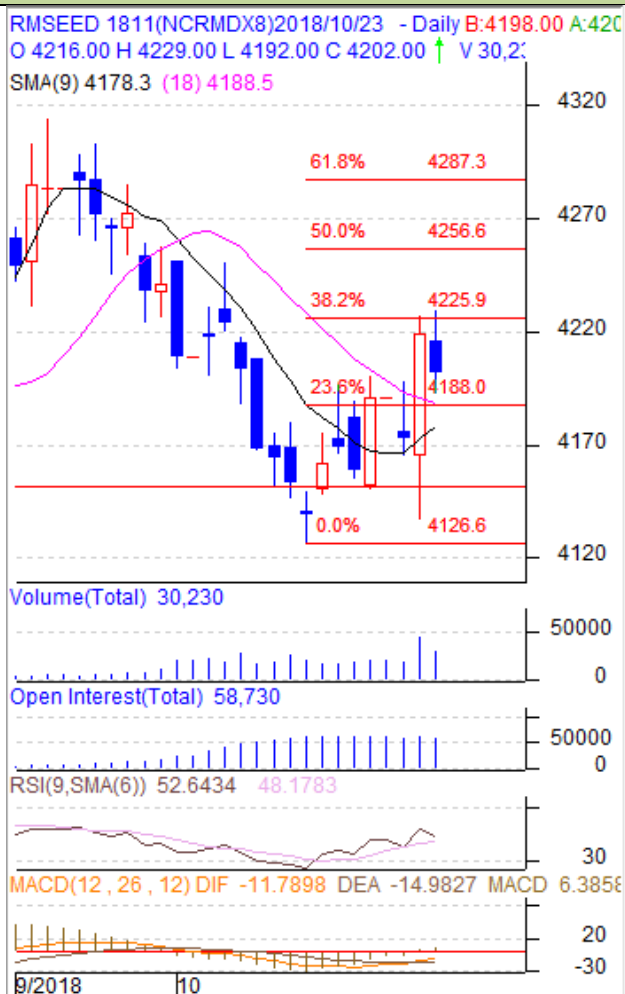 RMSEED 1811(NCRMDX8)2018/10/23 - Daily B:4198.00 A:420
O 4216.00 H 4229.00 L 4192.00 C 4202.00 V 30,23
SMA(9) 4178.3 (18) 4188.5
4320
61.8% 4287.3
4270
50.0% 4256.6
38.2% 4225.9
4220
23.6% 4188.0
4170
0.0% 4126.6
4120
Volume(Total) 30,230
50000
0
Open Interest(Total) 58,730
50000
0
RSI(9,SMA(6)) 52.6434 48.1783
30
MACD(12 , 26 , 12) DIF -11.7898 DEA -14.9827 MACD 6.3858
20
-30
9/2018 10